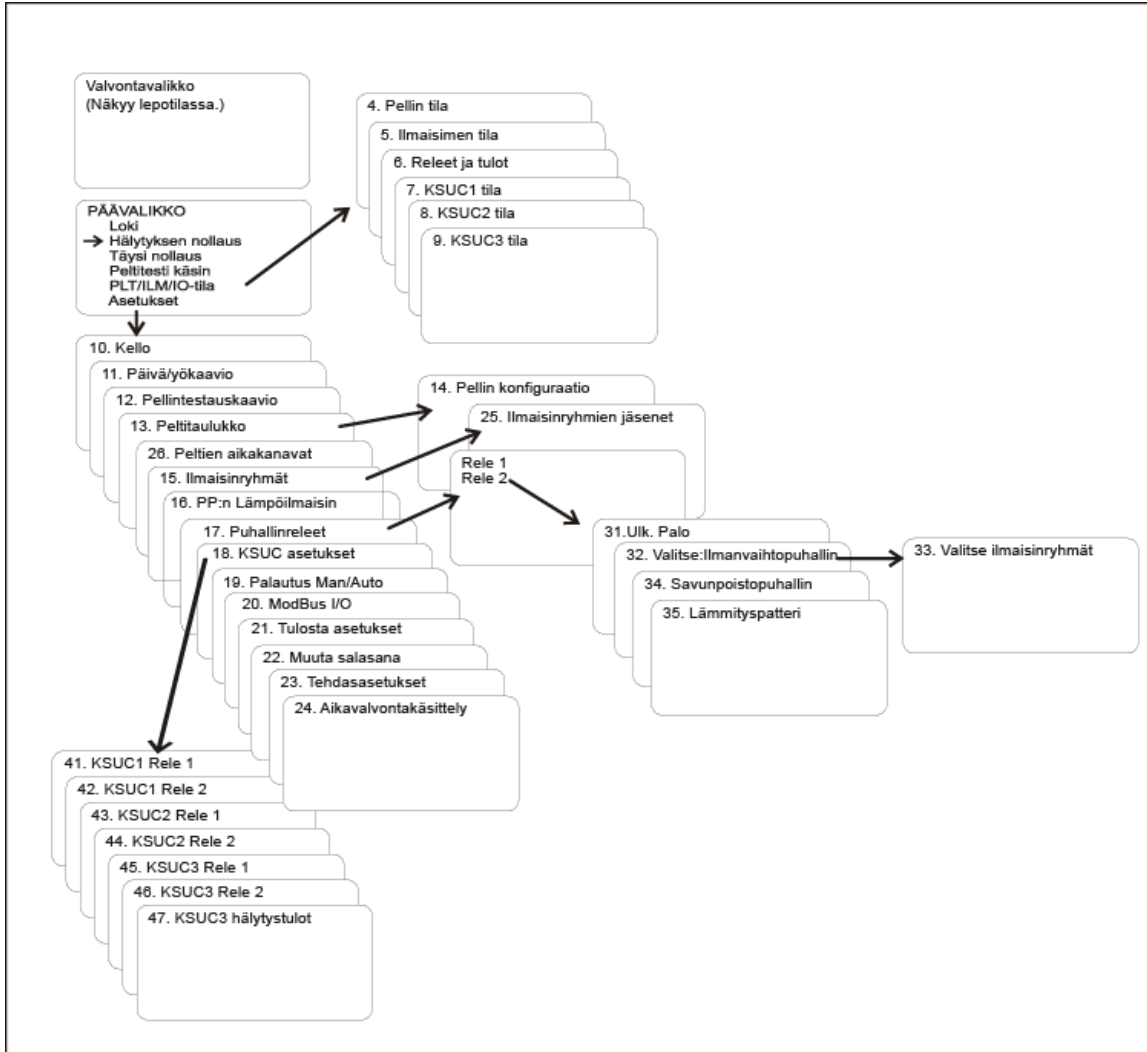 Valvontavalikko
(Näkyy lepotilassa.)
PÄÄVALIKKO
Loki
Hälytyksen nollaus
Täysi nollaus
Peltitesti käsin
PLT/ILM/IO-tila
Asetukset
4. Pellin tila
5. Ilmaisimen tila
6. Releet ja tulot
7. KSUC1 tila
8. KSUC2 tila
9. KSUC3 tila
10. Kello
11. Päivä/yökaavio
12. Pellintestauskaavio
13. Peltitaulukko
26. Peltien aikakanavat
15. Ilmaisinryhmät
16. PP:n Lämpöilmaisin
17. Puhallinreleet
18. KSUC asetukset
19. Palautus Man/Auto
20. ModBus I/O
21. Tulosta asetukset
22. Muuta salasana
23. Tehdasasetukset
24. Aikavalvontakäsittely
14. Pellin konfiguraatio
25. Ilmaisinryhmien jäsenet
Rele 1
Rele 2
31.Ulk. Palo
32. Valitse:Ilmanvaihtopuhallin
34. Savunpoistopuhallin
35. Lämmityspatteri
33. Valitse ilmaisinryhmät
41. KSUC1 Rele 1
42. KSUC1 Rele 2
43. KSUC2 Rele 1
44. KSUC2 Rele 2
45. KSUC3 Rele 1
46. KSUC3 Rele 2
47. KSUC3 hälytystulot